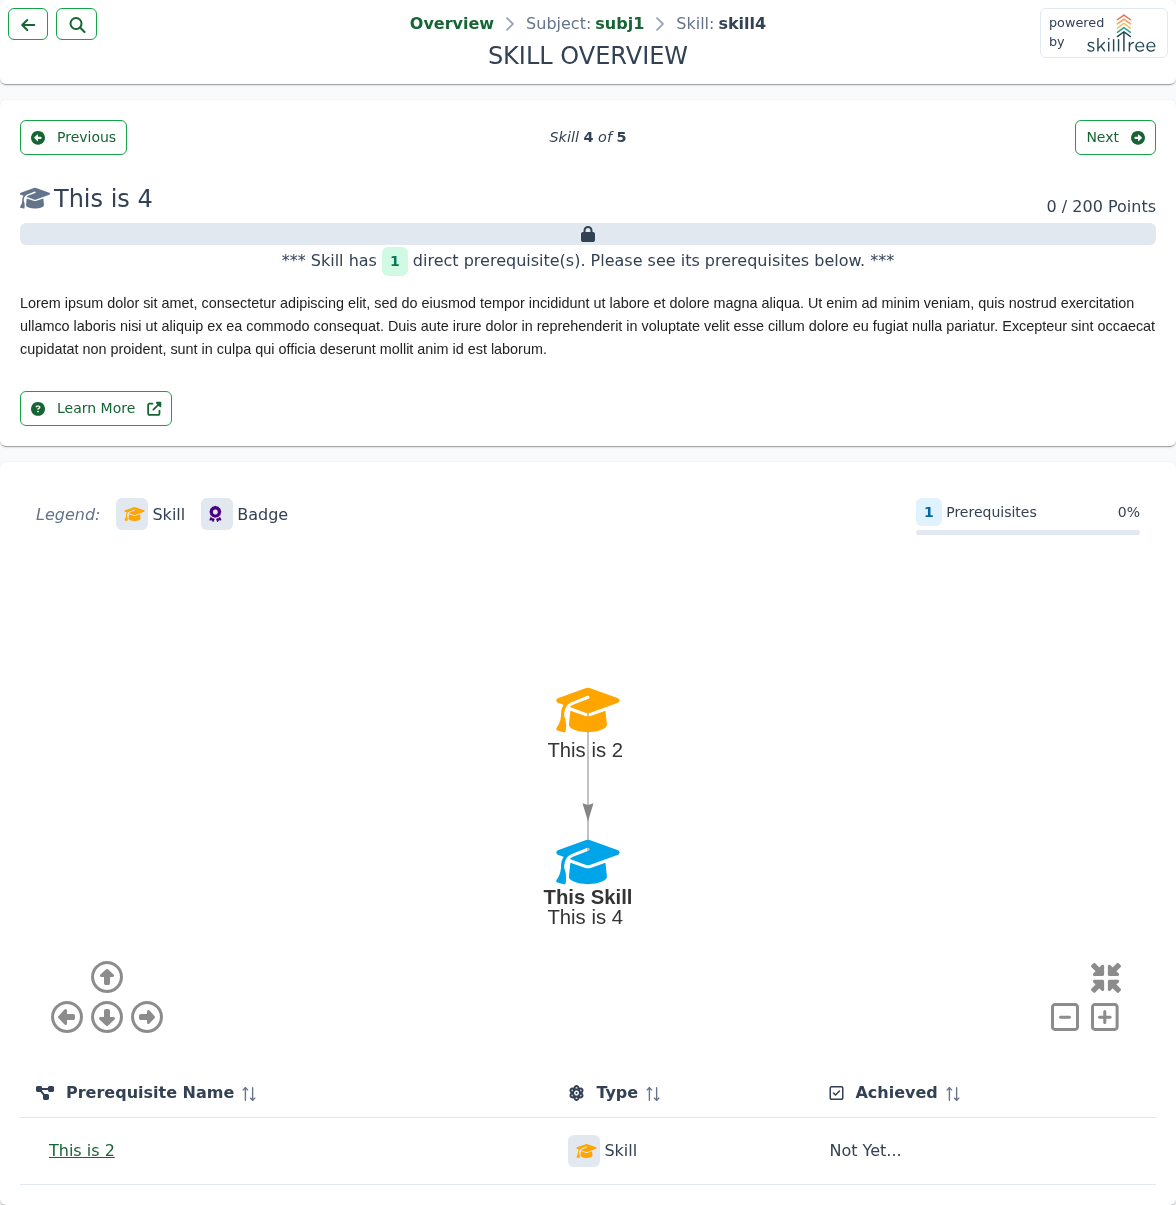 Overview > Subject: subj1 > Skill: skill4
SKILL OVERVIEW
powered
by skilltree
Previous
Skill 4 of 5
Next
This is 4
0 / 200 Points
*** Skill has 1 direct prerequisite(s). Please see its prerequisites below. ***
Lorem ipsum dolor sit amet, consectetur adipiscing elit, sed do eiusmod tempor incididunt ut labore et dolore magna aliqua. Ut enim ad minim veniam, quis nostrud exercitation
ullamco laboris nisi ut aliquip ex ea commodo consequat. Duis aute irure dolor in reprehenderit in voluptate velit esse cillum dolore eu fugiat nulla pariatur. Excepteur sint occaecat
cupidatat non proident, sunt in culpa qui officia deserunt mollit anim id est laborum.
Learn More
Legend: Skill Badge
1 Prerequisites 0%
This is 2
This Skill
This is 4
Prerequisite Name Type Achieved
This is 2 Skill Not Yet...